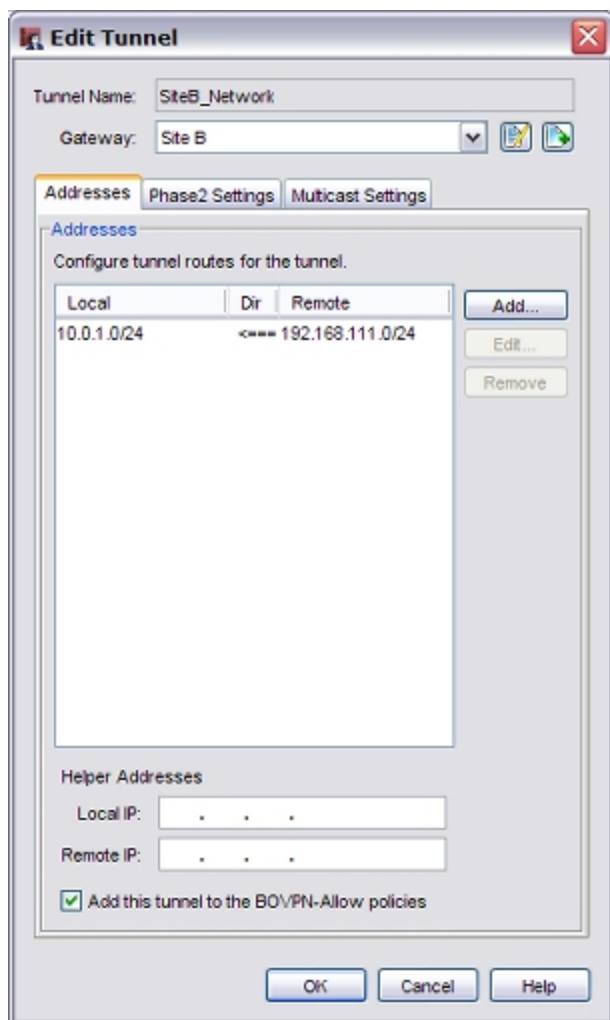 Edit Tunnel
Tunnel Name: SiteB_Network
Gateway: Site B
Addresses Phase2 Settings Multicast Settings
Addresses
Configure tunnel routes for the tunnel.
Local Dir Remote
10.0.1.0/24 <=== 192.168.111.0/24
Add...
Edit...
Remove
Helper Addresses
Local IP: . . .
Remote IP: . . .
Add this tunnel to the BOVPN-Allow policies
OK Cancel Help